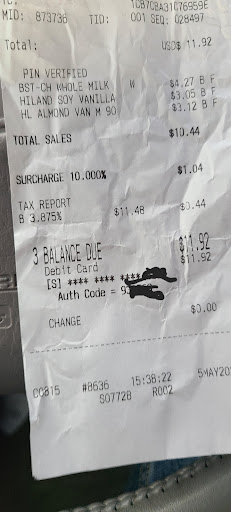 MID: 873736 TID: 001 SEQ: 028497
Total: USD$ 11.92
PIN VERIFIED
BST-CH WHOLE MILK W $4.27 B F
HILAND SOY VANILLA $3.05 B F
HL ALMOND VAN M 90 $3.12 B F
TOTAL SALES $10.44
SURCHARGE 10.000% $1.04
TAX REPORT
B 3.875% $11.48 $0.44
3 BALANCE DUE $11.92
Debit Card $11.92
[S] **** **** ****
Auth Code = 9
CHANGE $0.00
CC815 #8636 15:38:22 5MAY20
S07728 R002